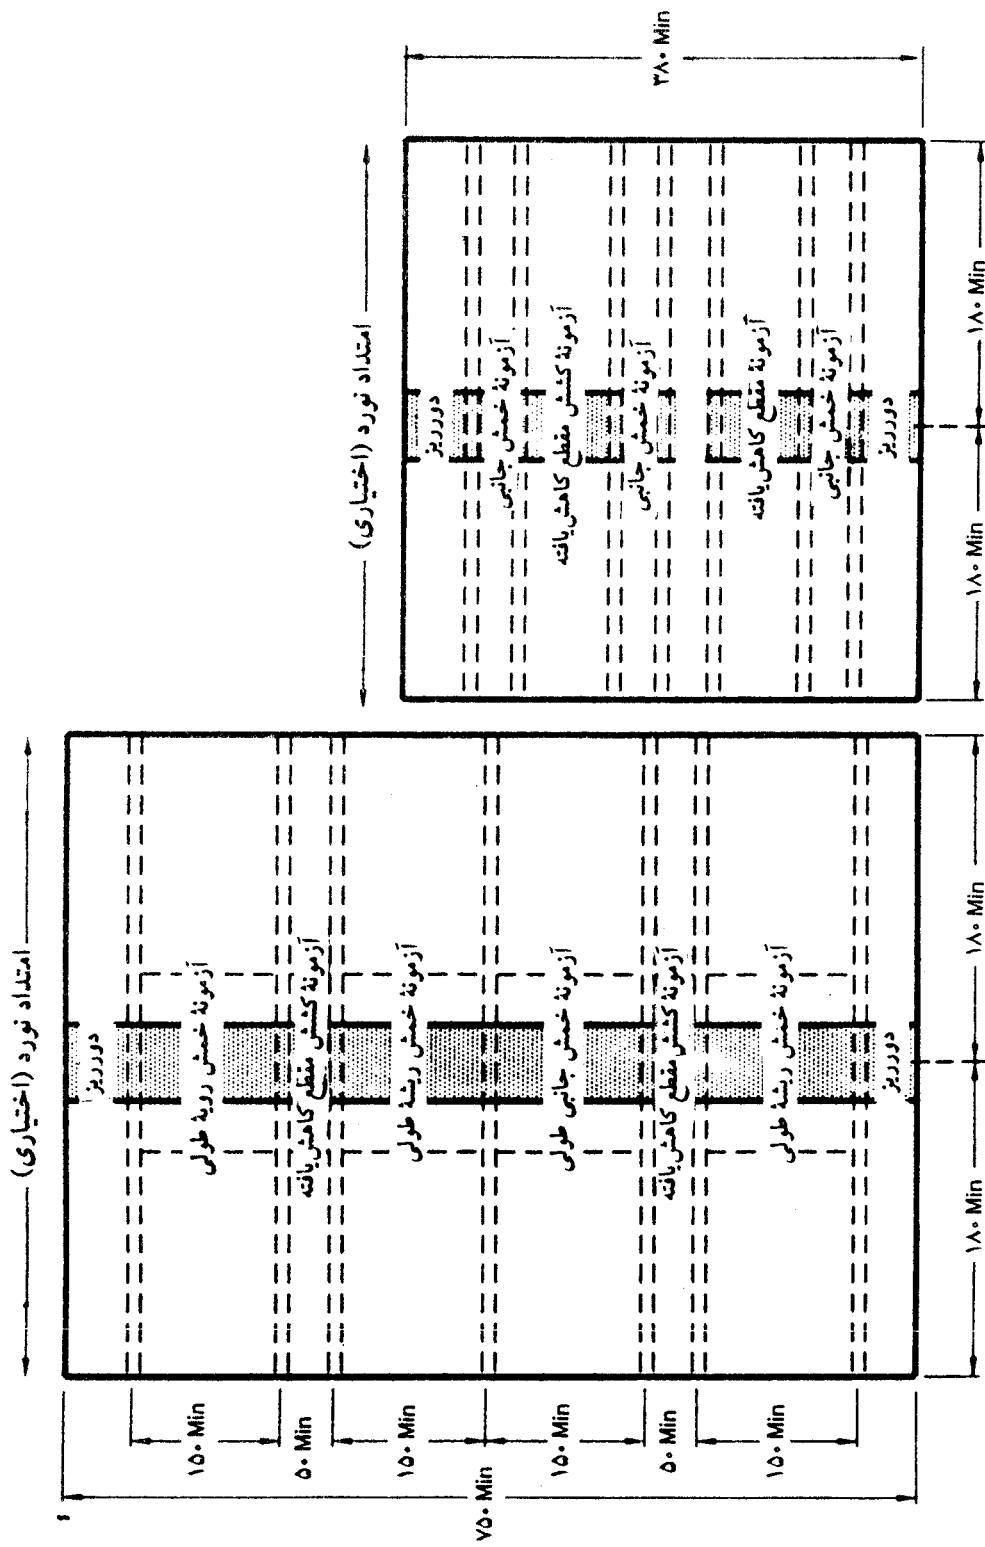 امتداد نورد (اختیاری)
دورریز
آزمونهٔ خمش رویهٔ طولی
آزمونهٔ کشش مقطع کاهش‌یافته
آزمونهٔ خمش ریشهٔ طولی
آزمونهٔ خمش جانبی طولی
آزمونهٔ کشش مقطع کاهش‌یافته
آزمونهٔ خمش ریشهٔ طولی
دورریز
۱۵۰ Min
۵۰ Min
۱۵۰ Min
۱۵۰ Min
۵۰ Min
۱۵۰ Min
۷۵۰ Min
۱۸۰ Min
۱۸۰ Min
امتداد نورد (اختیاری)
دورریز
آزمونهٔ خمش جانبی
آزمونهٔ کشش مقطع کاهش‌یافته
آزمونهٔ خمش جانبی
آزمونهٔ مقطع کاهش‌یافته
آزمونهٔ خمش جانبی
دورریز
۳۸۰ Min
۱۸۰ Min
۱۸۰ Min